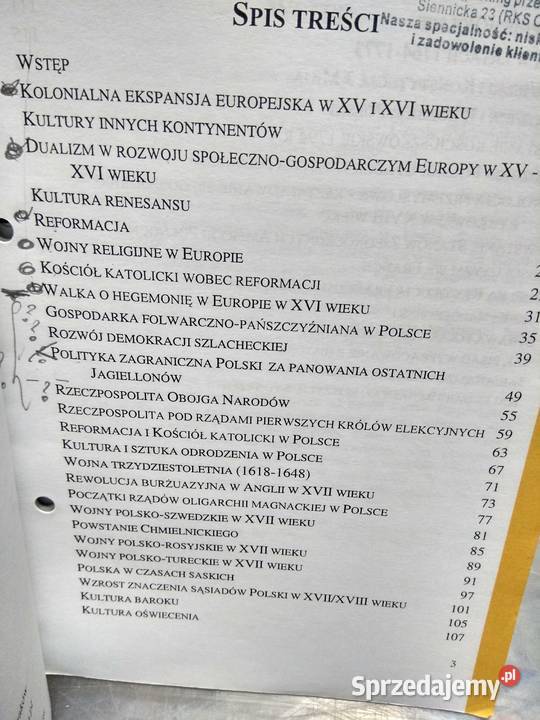 SPIS TREŚCI
Siennicka 23 (RKS
Nasza specjalność: nisk
i zadowolenie klien
WSTĘP
KOLONIALNA EKSPANSJA EUROPEJSKA W XV I XVI WIEKU
KULTURY INNYCH KONTYNENTÓW
DUALIZM W ROZWOJU SPOŁECZNO-GOSPODARCZYM EUROPY W XV -
XVI WIEKU
KULTURA RENESANSU
REFORMACJA
WOJNY RELIGIJNE W EUROPIE
KOŚCIÓŁ KATOLICKI WOBEC REFORMACJI 2
WALKA O HEGEMONIĘ W EUROPIE W XVI WIEKU 2
GOSPODARKA FOLWARCZNO-PAŃSZCZYŹNIANA W POLSCE 31
ROZWÓJ DEMOKRACJI SZLACHECKIEJ 35
POLITYKA ZAGRANICZNA POLSKI ZA PANOWANIA OSTATNICH 39
JAGIELLONÓW
RZECZPOSPOLITA OBOJGA NARODÓW 49
RZECZPOSPOLITA POD RZĄDAMI PIERWSZYCH KRÓLÓW ELEKCYJNYCH 55
REFORMACJA I KOŚCIÓŁ KATOLICKI W POLSCE 59
KULTURA I SZTUKA ODRODZENIA W POLSCE 63
WOJNA TRZYDZIESTOLETNIA (1618-1648) 67
REWOLUCJA BURŻUAZYJNA W ANGLII W XVII WIEKU 71
POCZĄTKI RZĄDÓW OLIGARCHII MAGNACKIEJ W POLSCE 73
WOJNY POLSKO-SZWEDZKIE W XVII WIEKU 77
POWSTANIE CHMIELNICKIEGO 81
WOJNY POLSKO-ROSYJSKIE W XVII WIEKU 85
WOJNY POLSKO-TURECKIE W XVII WIEKU 89
POLSKA W CZASACH SASKICH 91
WZROST ZNACZENIA SĄSIADÓW POLSKI W XVII/XVIII WIEKU 97
KULTURA BAROKU 101
KULTURA OŚWIECENIA 105
107
3
Sprzedajemy.pl